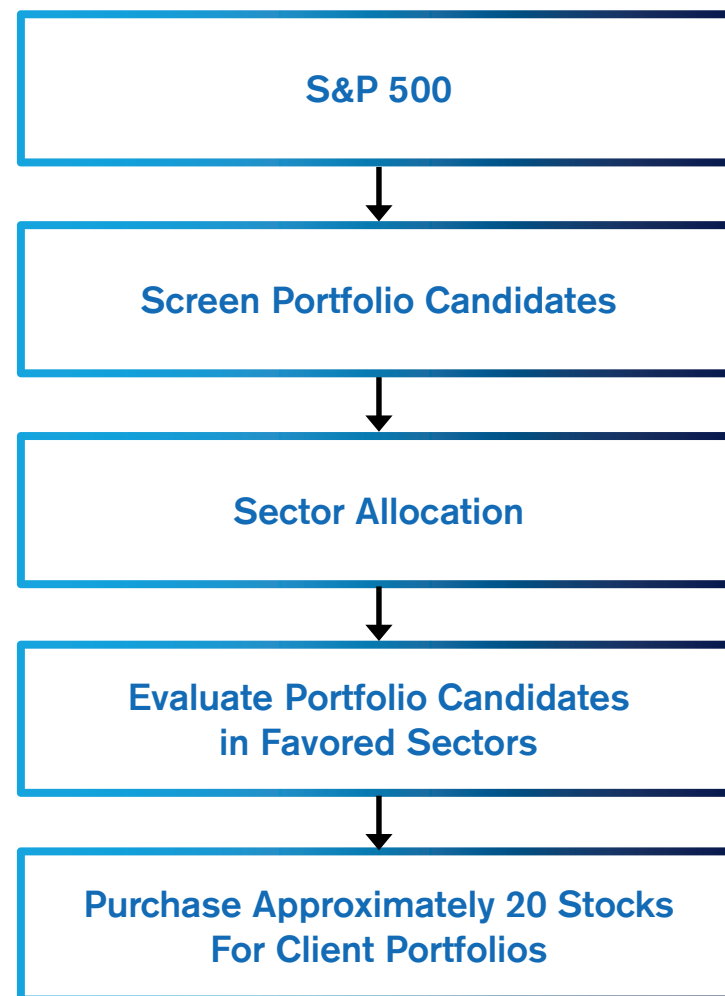 S&P 500
Screen Portfolio Candidates
Sector Allocation
Evaluate Portfolio Candidates
in Favored Sectors
Purchase Approximately 20 Stocks
For Client Portfolios